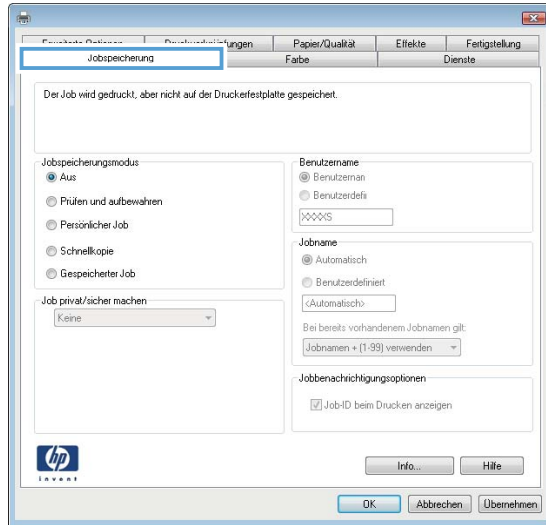 Papier/Qualität
Effekte
Fertigstellung
Jobspeicherung
Farbe
Dienste
Der Job wird gedruckt, aber nicht auf der Druckerfestplatte gespeichert.
Jobspeicherungsmodus
Aus
Prüfen und aufbewahren
Persönlicher Job
Schnellkopie
Gespeicherter Job
Job privat/sicher machen
Keine
Benutzername
Benutzernan
Benutzerdefi
XXXXS
Jobname
Automatisch
Benutzerdefiniert
<Automatisch>
Bei bereits vorhandenem Jobnamen gilt:
Jobnamen + (1-99) verwenden
Jobbenachrichtigungsoptionen
Job-ID beim Drucken anzeigen
hp
invent
Info...
Hilfe
OK
Abbrechen
Übernehmen